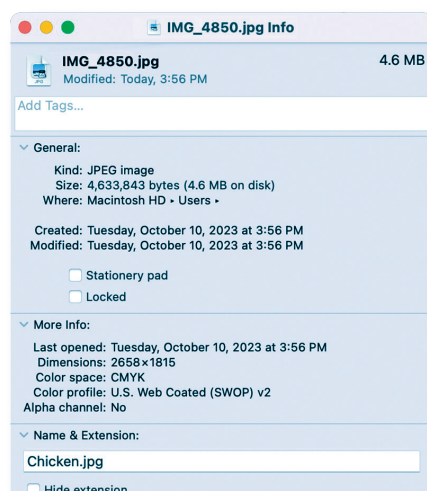 IMG_4850.jpg Info
IMG_4850.jpg 4.6 MB
Modified: Today, 3:56 PM
JPG
Add Tags...
General:
Kind: JPEG image
Size: 4,633,843 bytes (4.6 MB on disk)
Where: Macintosh HD ‣ Users ‣
Created: Tuesday, October 10, 2023 at 3:56 PM
Modified: Tuesday, October 10, 2023 at 3:56 PM
Stationery pad
Locked
More Info:
Last opened: Tuesday, October 10, 2023 at 3:56 PM
Dimensions: 2658×1815
Color space: CMYK
Color profile: U.S. Web Coated (SWOP) v2
Alpha channel: No
Name & Extension:
Chicken.jpg
Hide extension